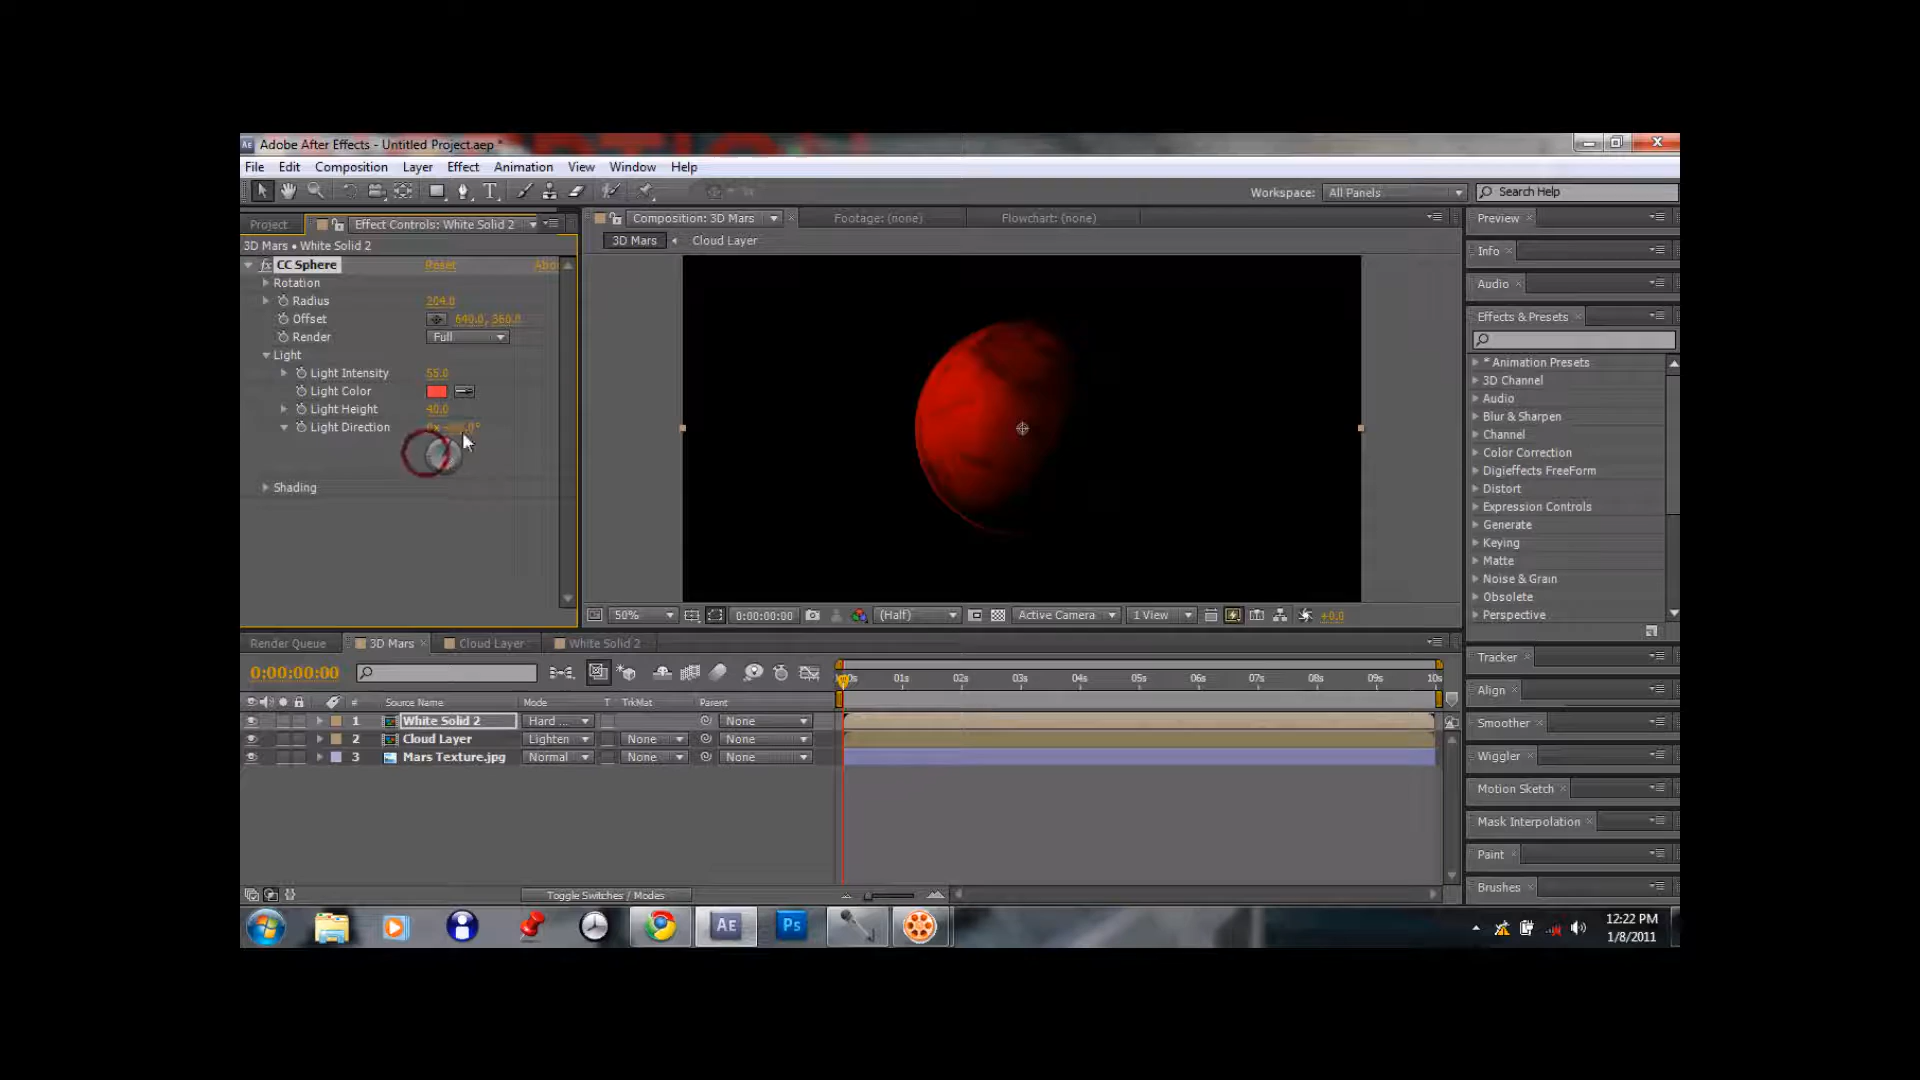 Adobe After Effects - Untitled Project.aep *
File Edit Composition Layer Effect Animation View Window Help
Workspace: All Panels Search Help
Project Effect Controls: White Solid 2
3D Mars • White Solid 2
fx CC Sphere Reset Abou
Rotation
Radius 204.0
Offset 640.0, 360.0
Render Full
Light
Light Intensity 55.0
Light Color
Light Height 40.0
Light Direction 0x
Shading
Composition: 3D Mars Footage: (none) Flowchart: (none)
3D Mars Cloud Layer
50% 0:00:00:00 (Half) Active Camera 1 View +0.0
Preview
Info
Audio
Effects & Presets
* Animation Presets
3D Channel
Audio
Blur & Sharpen
Channel
Color Correction
Digieffects FreeForm
Distort
Expression Controls
Generate
Keying
Matte
Noise & Grain
Obsolete
Perspective
Tracker
Align
Smoother
Wiggler
Motion Sketch
Mask Interpolation
Paint
Brushes
Render Queue 3D Mars Cloud Layer White Solid 2
0:00:00:00
01s 02s 03s 04s 05s 06s 07s 08s 09s 10s
# Source Name Mode T TrkMat Parent
1 White Solid 2 Hard ... None
2 Cloud Layer Lighten None None
3 Mars Texture.jpg Normal None None
Toggle Switches / Modes
AE Ps
12:22 PM
1/8/2011